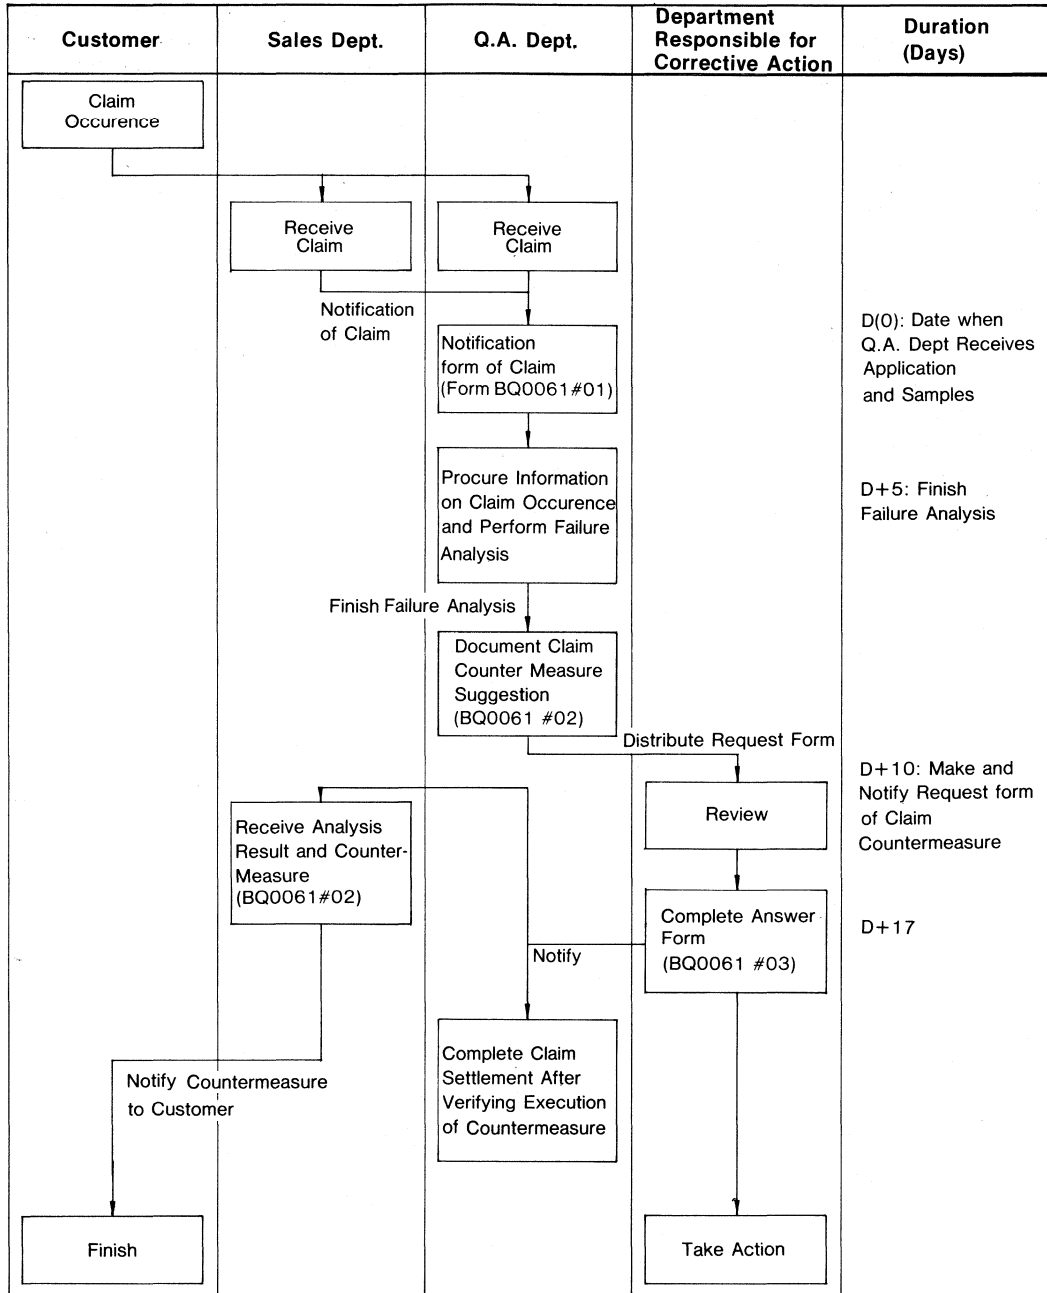 Customer
Sales Dept.
Q.A. Dept.
Department
Responsible for
Corrective Action
Duration
(Days)
Claim
Occurence
Receive
Claim
Receive
Claim
Notification
of Claim
D(0): Date when
Q.A. Dept Receives
Application
and Samples
Notification
form of Claim
(Form BQ0061#01)
Procure Information
on Claim Occurence
and Perform Failure
Analysis
D+5: Finish
Failure Analysis
Finish Failure Analysis
Document Claim
Counter Measure
Suggestion
(BQ0061 #02)
Distribute Request Form
D+10: Make and
Notify Request form
of Claim
Countermeasure
Review
Receive Analysis
Result and Counter-
Measure
(BQ0061#02)
Complete Answer
Form
(BQ0061 #03)
D+17
Notify
Complete Claim
Settlement After
Verifying Execution
of Countermeasure
Notify Countermeasure
to Customer
Finish
Take Action